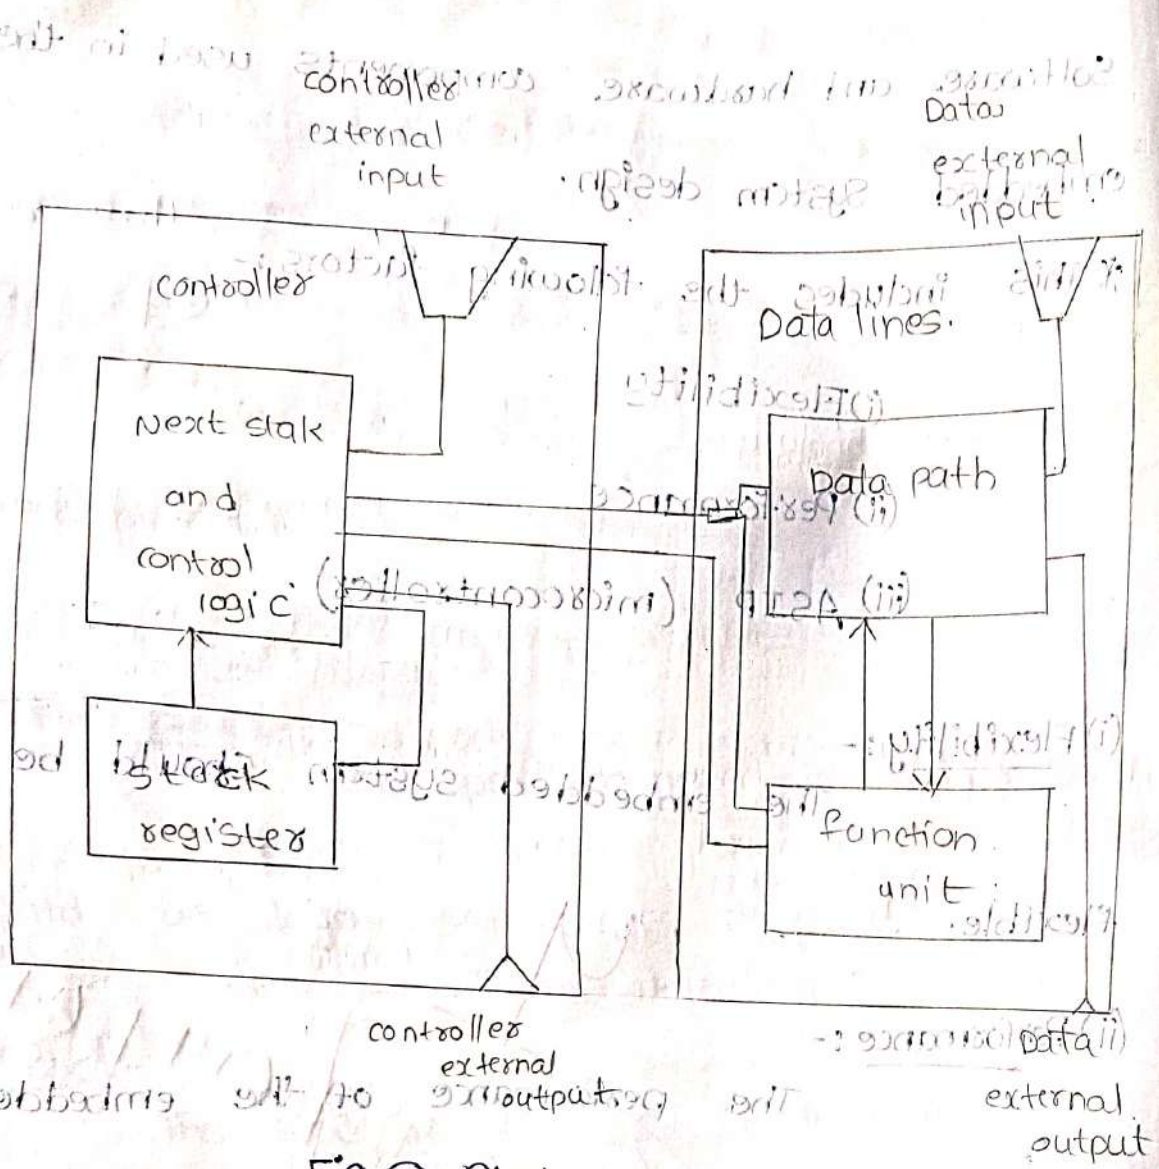 controller
external
input
Data
external
input
controller
Data lines.
Next stak
and
control
logic
Data path
register
function
unit
controller
external
output
Data
external
output